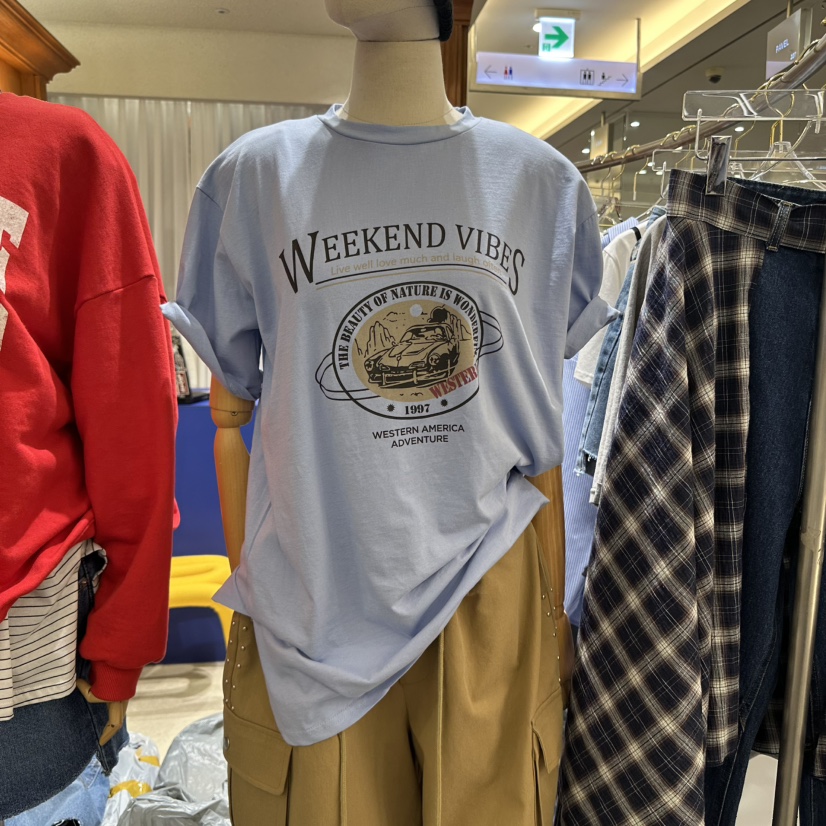 WEEKEND VIBES
Live well love much and laugh often
THE BEAUTY OF NATURE IS WONDERFUL
WESTERN
1997
WESTERN AMERICA
ADVENTURE